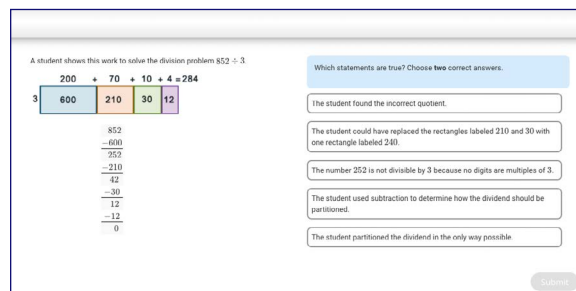 A student shows this work to solve the division problem 852 ÷ 3
200 + 70 + 10 + 4 = 284
3 600 210 30 12
852
−600
252
−210
42
−30
12
−12
0
Which statements are true? Choose two correct answers.
The student found the incorrect quotient.
The student could have replaced the rectangles labeled 210 and 30 with
one rectangle labeled 240.
The number 252 is not divisible by 3 because no digits are multiples of 3.
The student used subtraction to determine how the dividend should be
partitioned.
The student partitioned the dividend in the only way possible
Submit